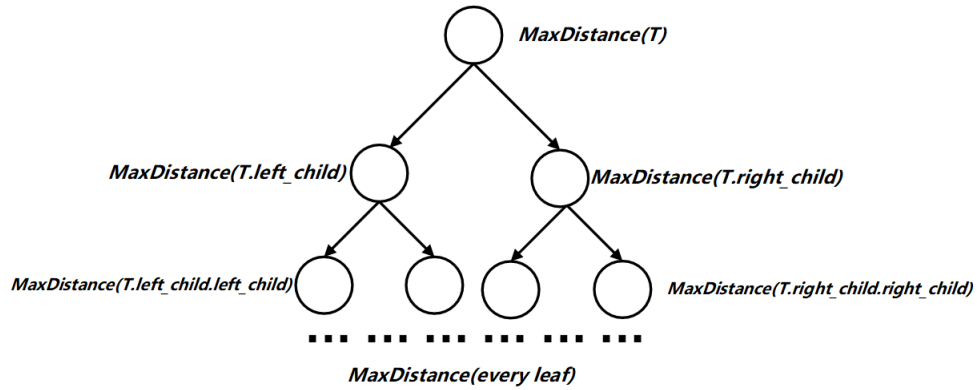 MaxDistance(T)
MaxDistance(T.left_child)
MaxDistance(T.right_child)
MaxDistance(T.left_child.left_child)
MaxDistance(T.right_child.right_child)
MaxDistance(every leaf)